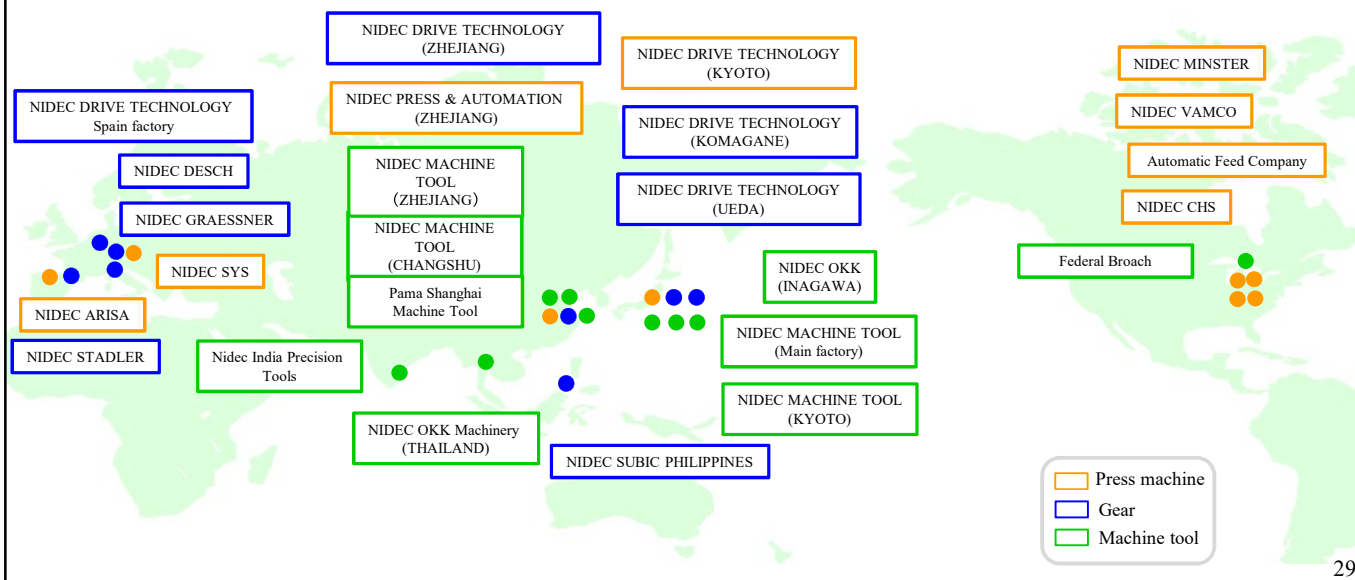 NIDEC DRIVE TECHNOLOGY
(ZHEJIANG)
NIDEC PRESS & AUTOMATION
(ZHEJIANG)
NIDEC MACHINE
TOOL
(ZHEJIANG)
NIDEC MACHINE
TOOL
(CHANGSHU)
Pama Shanghai
Machine Tool
NIDEC DRIVE TECHNOLOGY
Spain factory
NIDEC DESCH
NIDEC GRAESSNER
NIDEC SYS
NIDEC ARISA
NIDEC STADLER
Nidec India Precision
Tools
NIDEC OKK Machinery
(THAILAND)
NIDEC SUBIC PHILIPPINES
NIDEC DRIVE TECHNOLOGY
(KYOTO)
NIDEC DRIVE TECHNOLOGY
(KOMAGANE)
NIDEC DRIVE TECHNOLOGY
(UEDA)
NIDEC OKK
(INAGAWA)
NIDEC MACHINE TOOL
(Main factory)
NIDEC MACHINE TOOL
(KYOTO)
NIDEC MINSTER
NIDEC VAMCO
Automatic Feed Company
NIDEC CHS
Federal Broach
Press machine
Gear
Machine tool
29